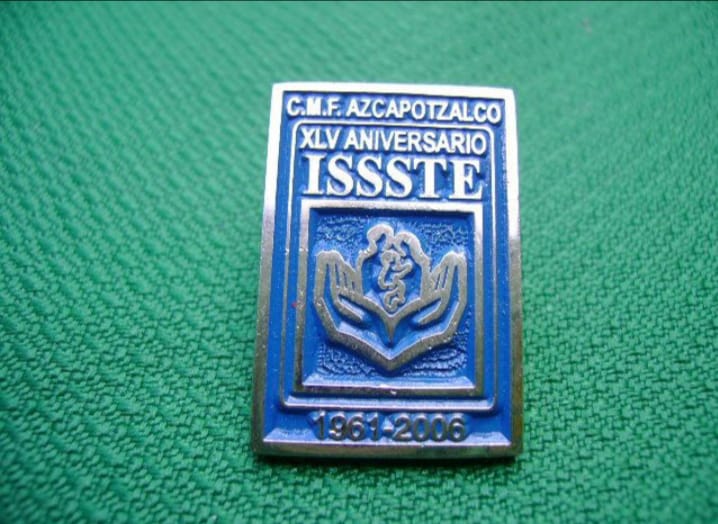 C.M.F. AZCAPOTZALCO
XLV ANIVERSARIO
ISSSTE
1961-2006